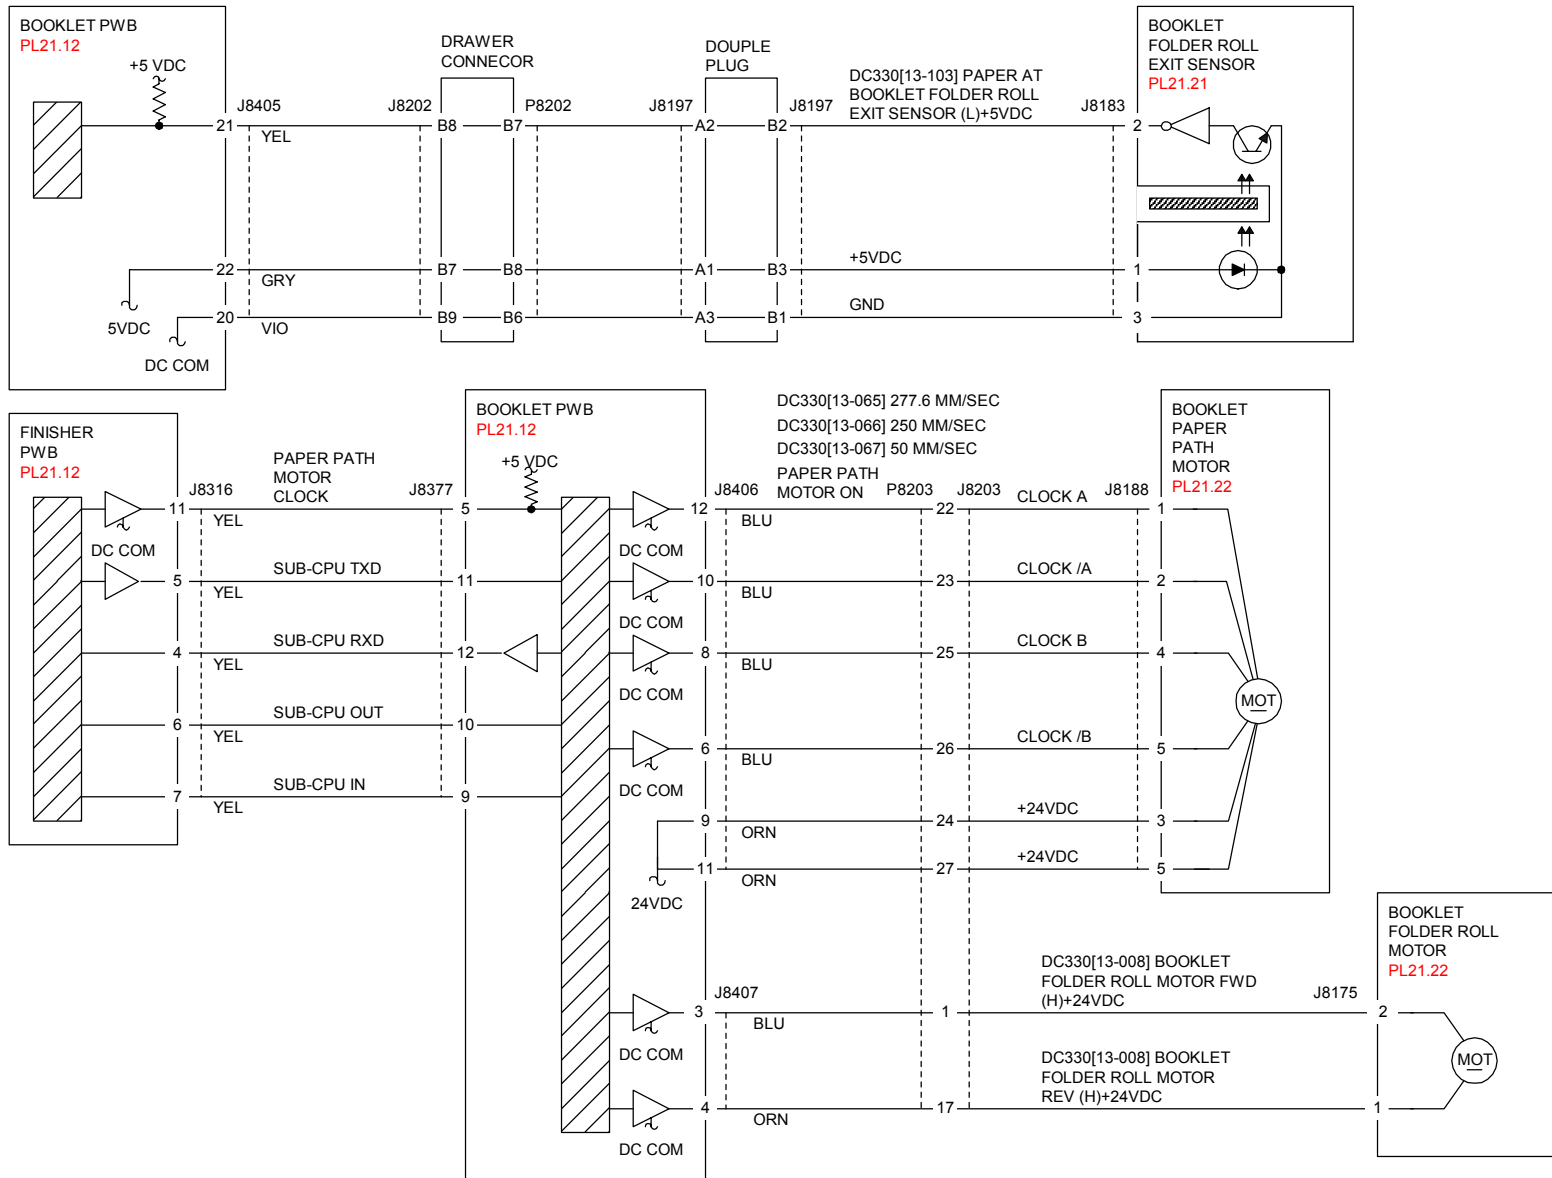 BOOKLET PWB
PL21.12
+5 VDC
J8405
21
YEL
22
GRY
5VDC
20
VIO
DC COM
DRAWER
CONNECOR
J8202
P8202
B8
B7
B7
B8
B9
B6
DOUPLE
PLUG
J8197
J8197
A2
B2
A1
B3
A3
B1
DC330[13-103] PAPER AT
BOOKLET FOLDER ROLL
EXIT SENSOR (L)+5VDC
+5VDC
GND
J8183
BOOKLET
FOLDER ROLL
EXIT SENSOR
PL21.21
2
1
3
FINISHER
PWB
PL21.12
DC COM
J8316
11
YEL
5
YEL
4
YEL
6
YEL
7
YEL
PAPER PATH
MOTOR
CLOCK
SUB-CPU TXD
SUB-CPU RXD
SUB-CPU OUT
SUB-CPU IN
J8377
5
11
12
10
9
BOOKLET PWB
PL21.12
+5 VDC
DC COM
DC COM
DC COM
DC COM
24VDC
DC COM
DC COM
DC330[13-065] 277.6 MM/SEC
DC330[13-066] 250 MM/SEC
DC330[13-067] 50 MM/SEC
PAPER PATH
MOTOR ON
J8406
12
BLU
10
BLU
8
BLU
6
BLU
9
ORN
11
ORN
P8203
J8203
22
23
25
26
24
27
CLOCK A
CLOCK /A
CLOCK B
CLOCK /B
+24VDC
+24VDC
J8188
1
2
4
5
3
5
BOOKLET
PAPER
PATH
MOTOR
PL21.22
MOT
J8407
3
BLU
4
ORN
1
17
DC330[13-008] BOOKLET
FOLDER ROLL MOTOR FWD
(H)+24VDC
DC330[13-008] BOOKLET
FOLDER ROLL MOTOR
REV (H)+24VDC
J8175
2
1
BOOKLET
FOLDER ROLL
MOTOR
PL21.22
MOT